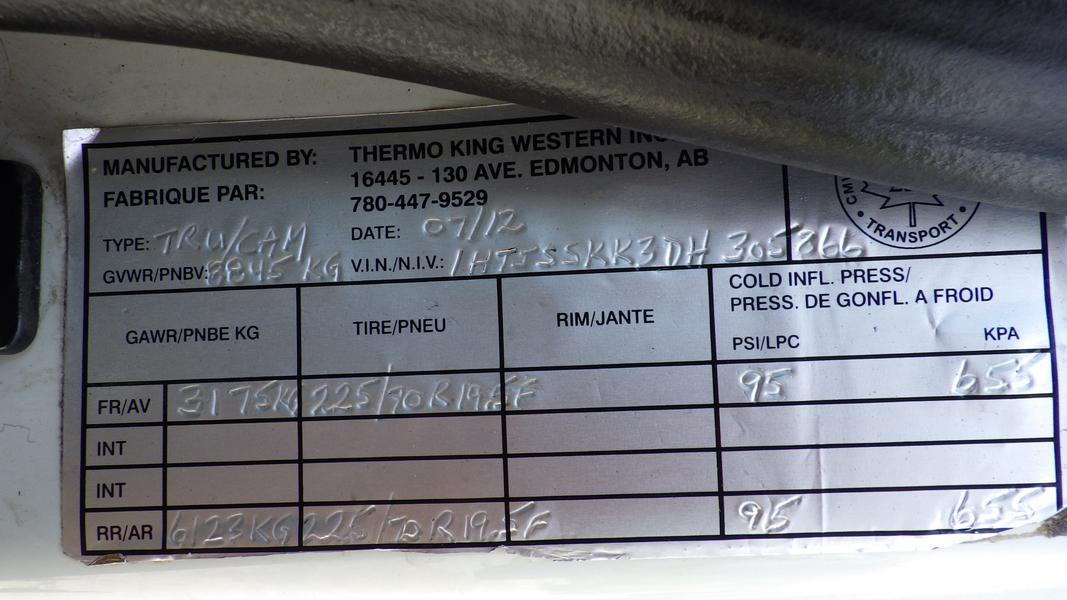 MANUFACTURED BY: THERMO KING WESTERN INC
FABRIQUE PAR: 16445 - 130 AVE. EDMONTON, AB
780-447-9529
TYPE: TRU/CAM DATE: 07/12
GVWR/PNBV: 8845 KG V.I.N./N.I.V.: 1HTJSSKK3DH305866
CMV
TRANSPORT
GAWR/PNBE KG TIRE/PNEU RIM/JANTE COLD INFL. PRESS/
PRESS. DE GONFL. A FROID
PSI/LPC KPA
FR/AV 3175KG 225/70R19.5F 95 655
INT
INT
RR/AR 6123KG 225/70R19.5F 95 655